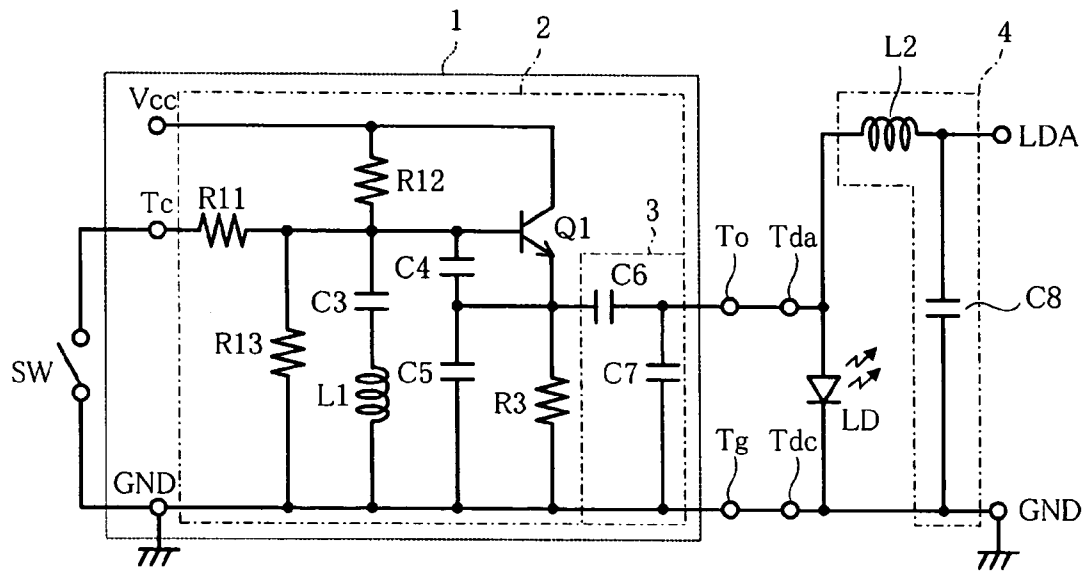 1
2
L2
4
Vcc
LDA
R12
Tc
R11
Q1
3
To
Tda
C4
C6
C3
C8
R13
SW
C5
C7
L1
R3
LD
Tg
Tdc
GND
GND